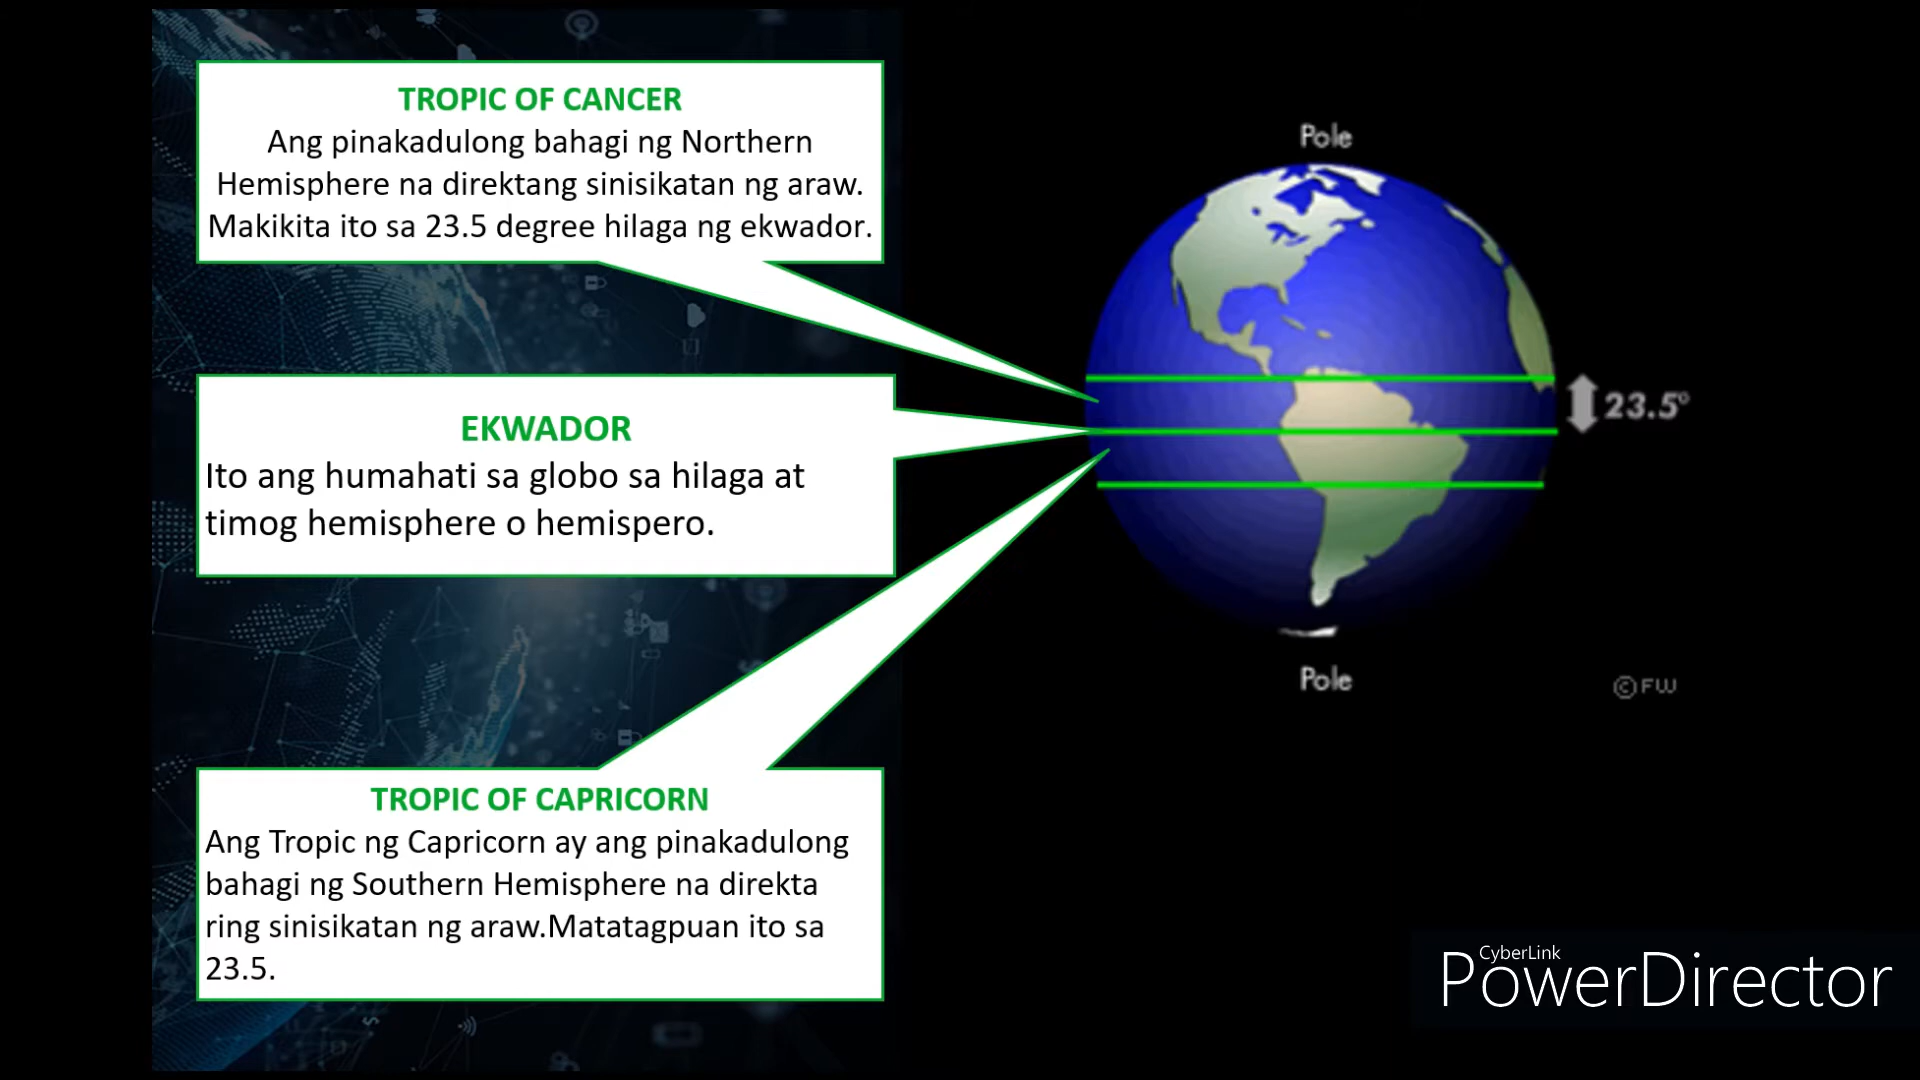 TROPIC OF CANCER
Ang pinakadulong bahagi ng Northern
Hemisphere na direktang sinisikatan ng araw.
Makikita ito sa 23.5 degree hilaga ng ekwador.
EKWADOR
Ito ang humahati sa globo sa hilaga at
timog hemisphere o hemispero.
TROPIC OF CAPRICORN
Ang Tropic ng Capricorn ay ang pinakadulong
bahagi ng Southern Hemisphere na direkta
ring sinisikatan ng araw.Matatagpuan ito sa
23.5.
Pole
23.5°
Pole
©FW
CyberLink
PowerDirector